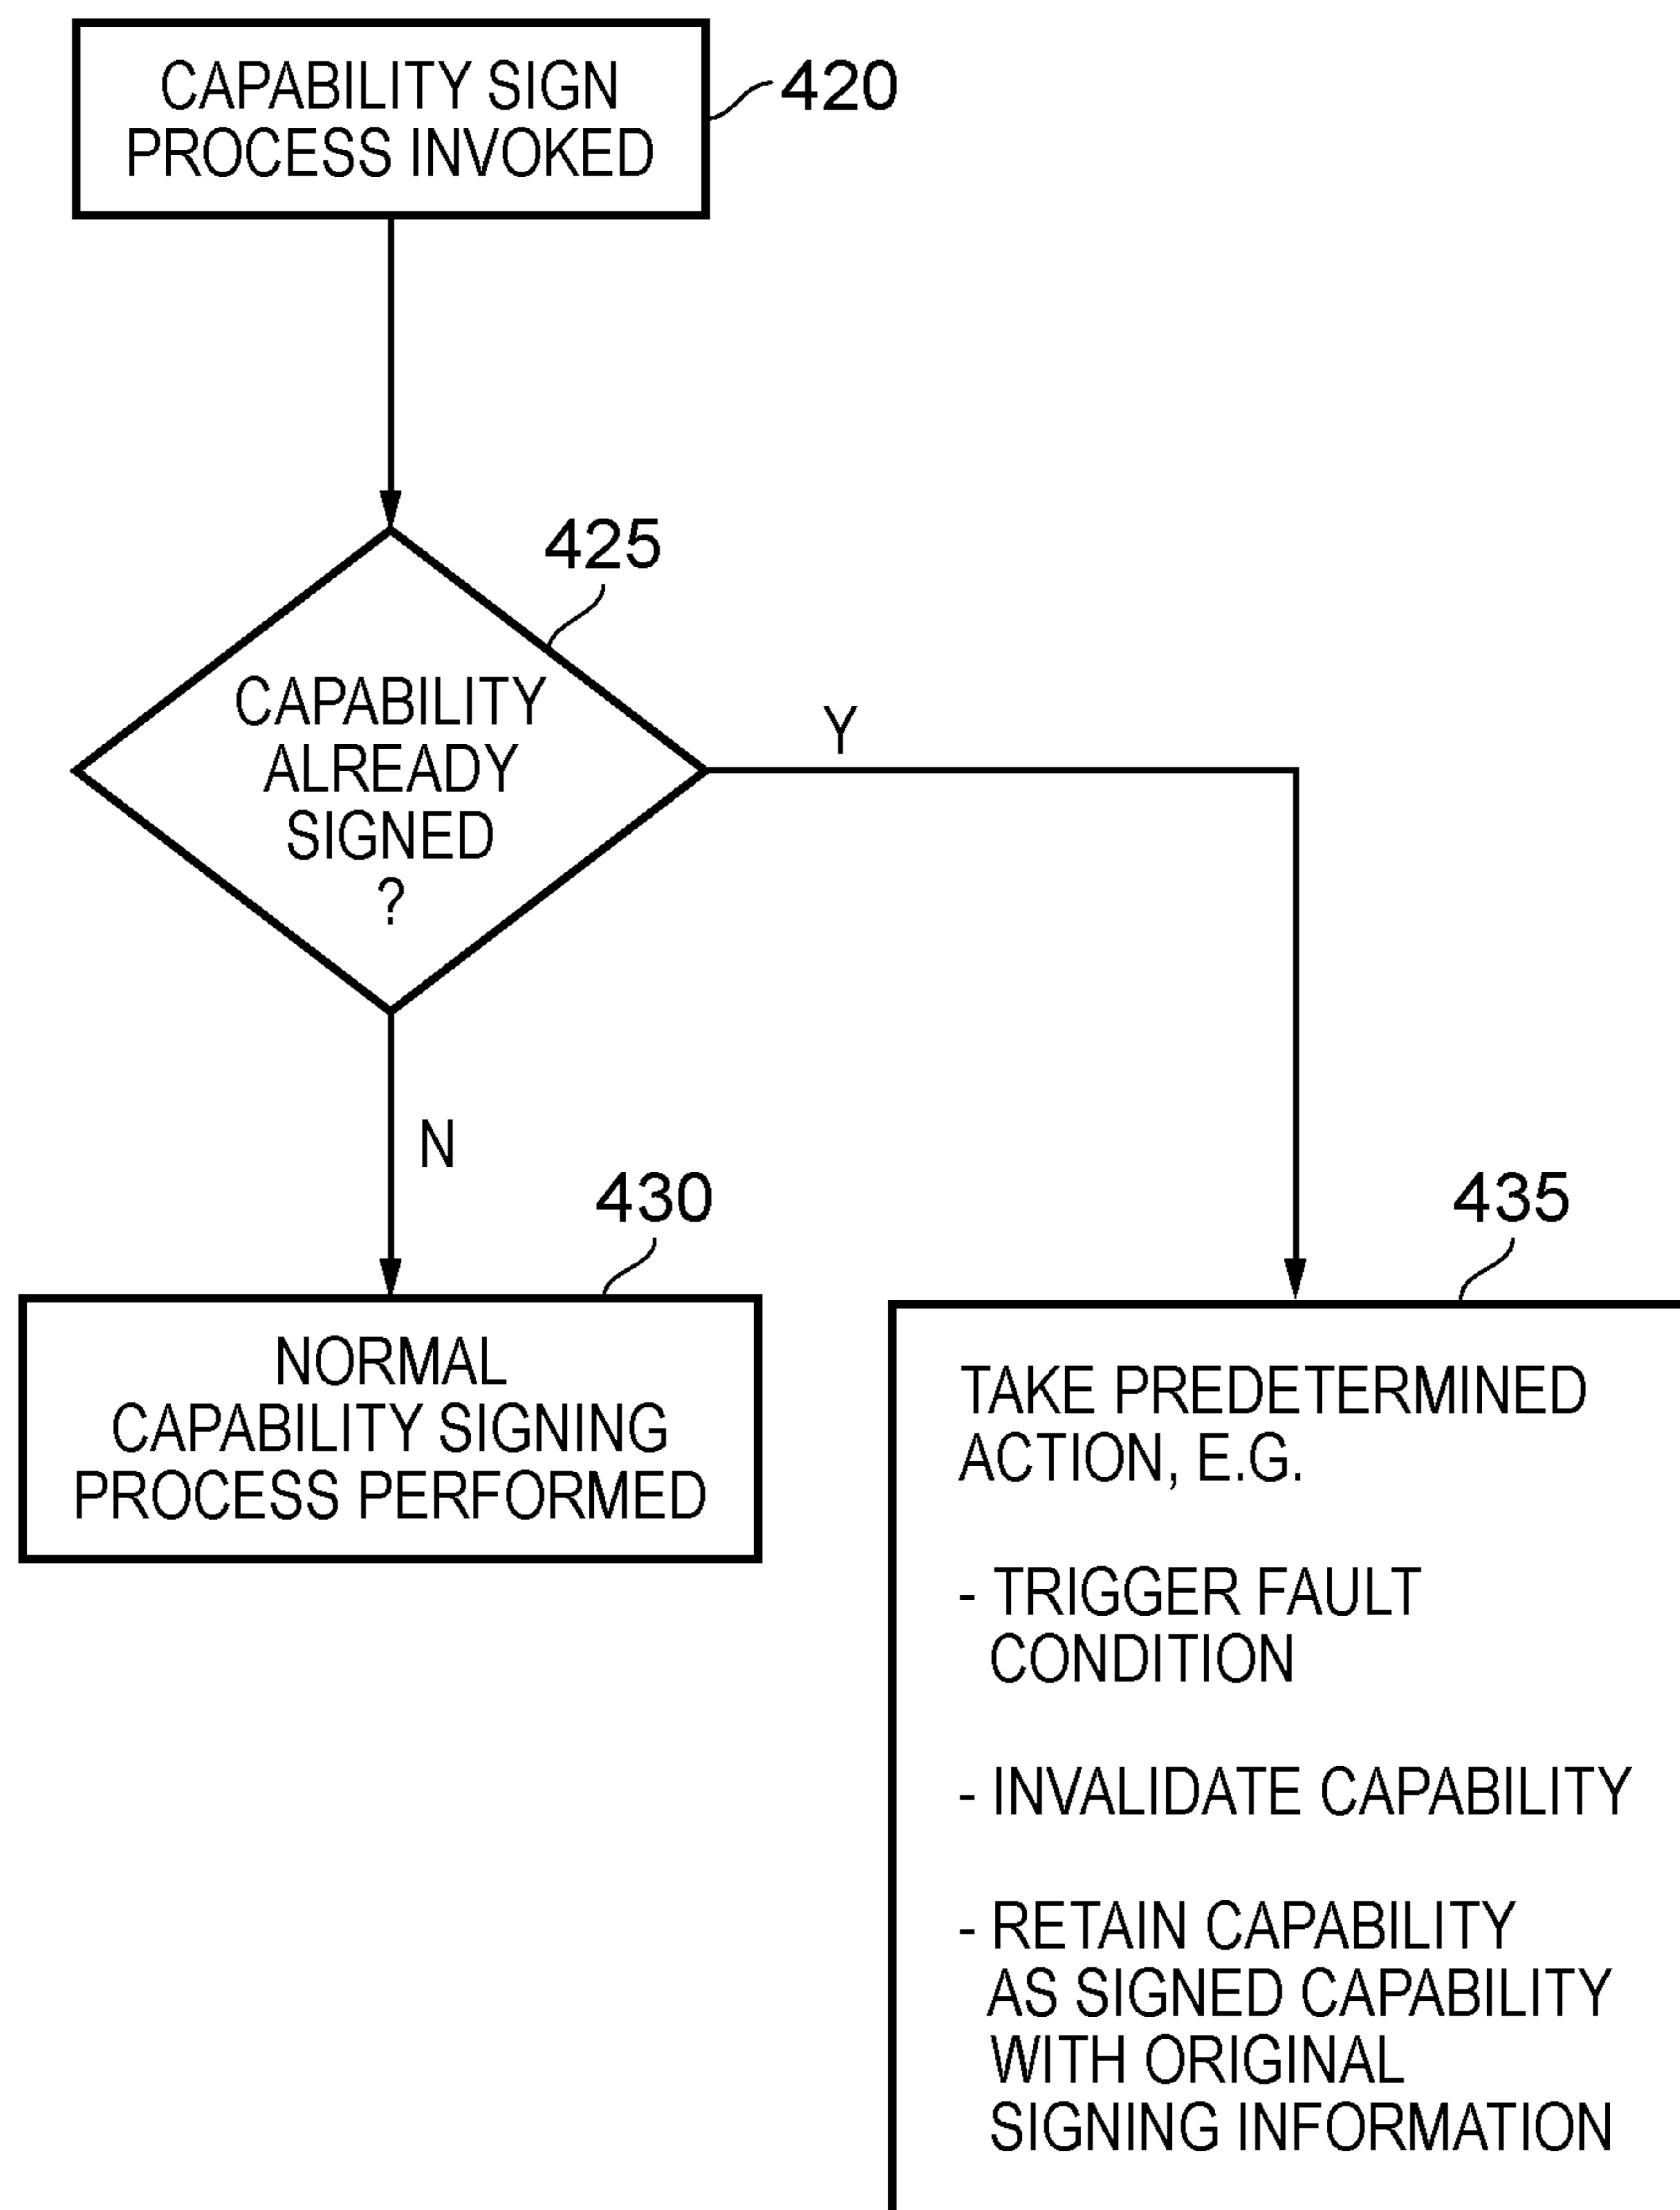 CAPABILITY SIGN
PROCESS INVOKED
420
425
CAPABILITY
ALREADY
SIGNED
?
Y
N
430
NORMAL
CAPABILITY SIGNING
PROCESS PERFORMED
435
TAKE PREDETERMINED
ACTION, E.G.
- TRIGGER FAULT
CONDITION
- INVALIDATE CAPABILITY
- RETAIN CAPABILITY
AS SIGNED CAPABILITY
WITH ORIGINAL
SIGNING INFORMATION